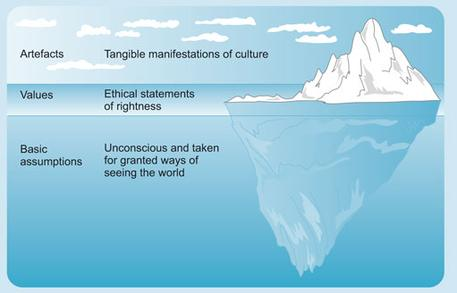 Artefacts Tangible manifestations of culture
Values Ethical statements
of rightness
Basic Unconscious and taken
assumptions for granted ways of
seeing the world